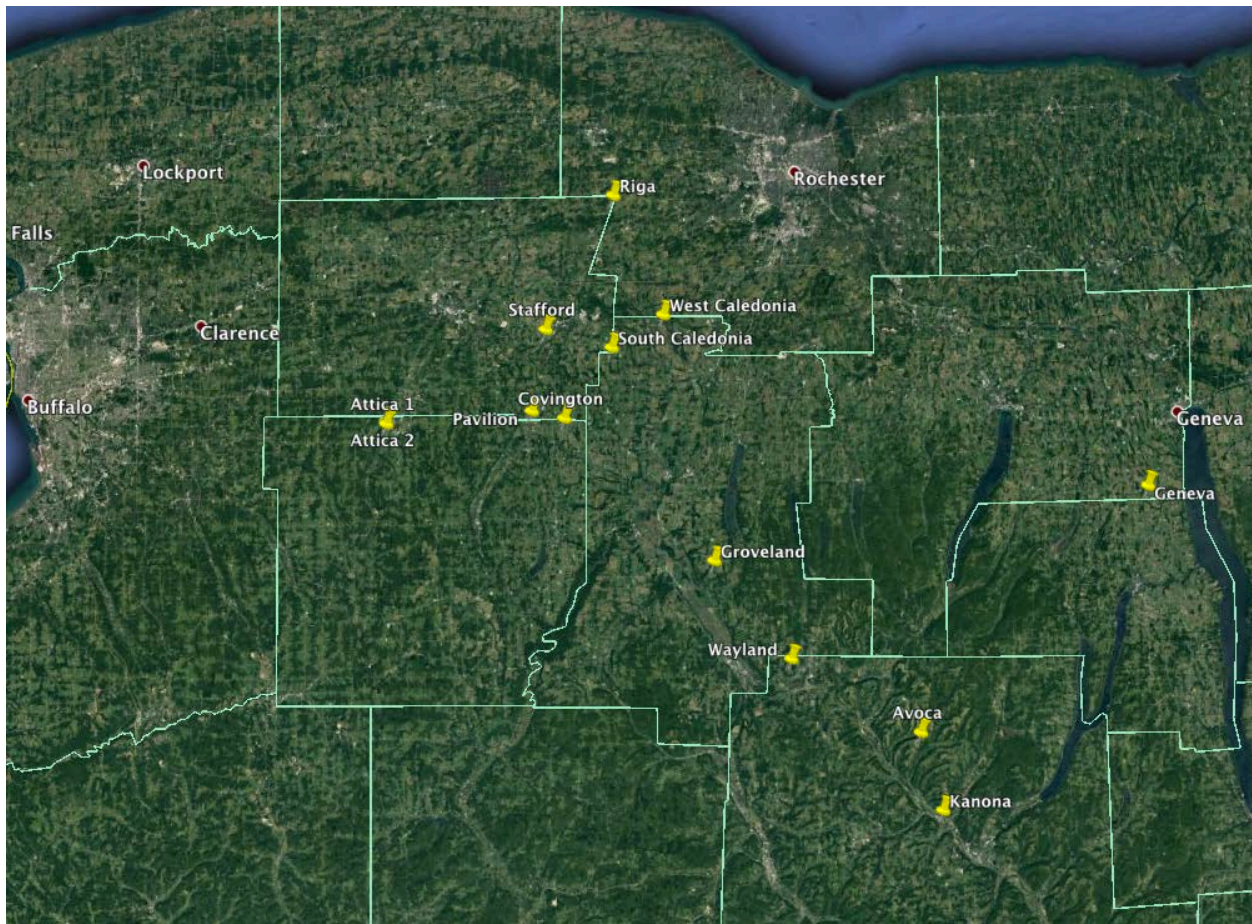 Lockport
Rochester
Riga
Falls
Stafford
West Caledonia
Clarence
South Caledonia
Buffalo
Attica 1
Covington
Pavilion
Geneva
Attica 2
Geneva
Groveland
Wayland
Avoca
Kanona